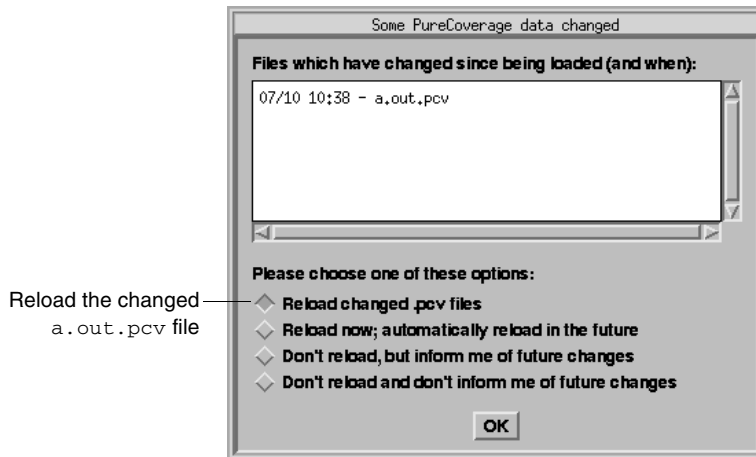 Some PureCoverage data changed
Files which have changed since being loaded (and when):
07/10 10:38 - a.out.pcv
Please choose one of these options:
Reload the changed
a.out.pcv file
Reload changed .pcv files
Reload now; automatically reload in the future
Don't reload, but inform me of future changes
Don't reload and don't inform me of future changes
OK